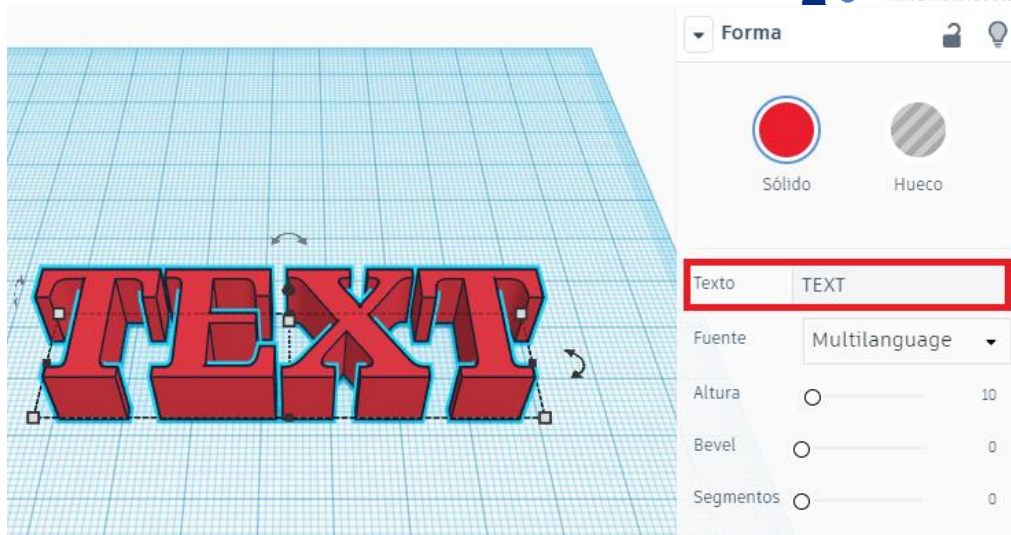 Forma
Sólido
Hueco
Texto TEXT
Fuente Multilanguage
Altura 10
Bevel 0
Segmentos 0
TEXT